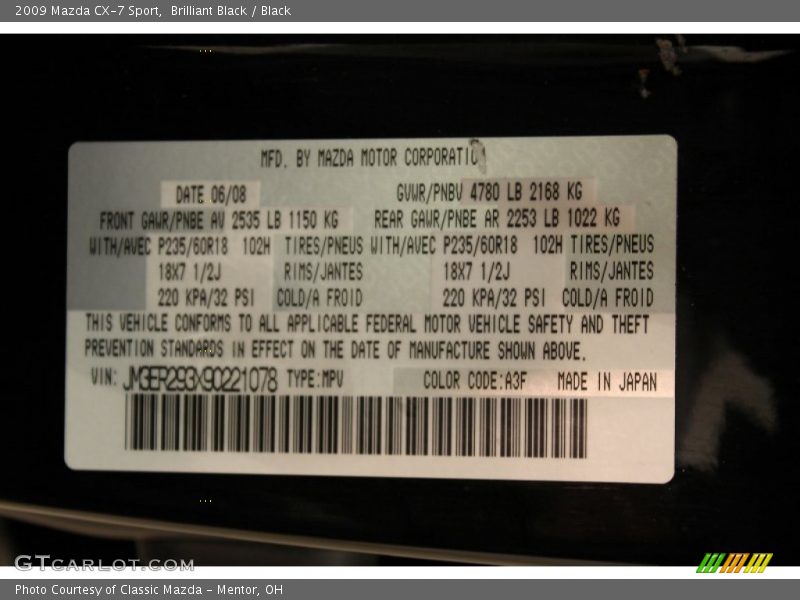 2009 Mazda CX-7 Sport,  Brilliant Black / Black
MFD. BY MAZDA MOTOR CORPORATIO
DATE 06/08 GVWR/PNBV 4780 LB 2168 KG
FRONT GAWR/PNBE AV 2535 LB 1150 KG REAR GAWR/PNBE AR 2253 LB 1022 KG
WITH/AVEC P235/60R18 102H TIRES/PNEUS WITH/AVEC P235/60R18 102H TIRES/PNEUS
18X7 1/2J RIMS/JANTES 18X7 1/2J RIMS/JANTES
220 KPA/32 PSI COLD/A FROID 220 KPA/32 PSI COLD/A FROID
THIS VEHICLE CONFORMS TO ALL APPLICABLE FEDERAL MOTOR VEHICLE SAFETY AND THEFT
PREVENTION STANDARDS IN EFFECT ON THE DATE OF MANUFACTURE SHOWN ABOVE.
VIN: JM3ER293X90221078 TYPE:MPV COLOR CODE:A3F MADE IN JAPAN
GTCARLOT.COM
Photo Courtesy of Classic Mazda - Mentor, OH